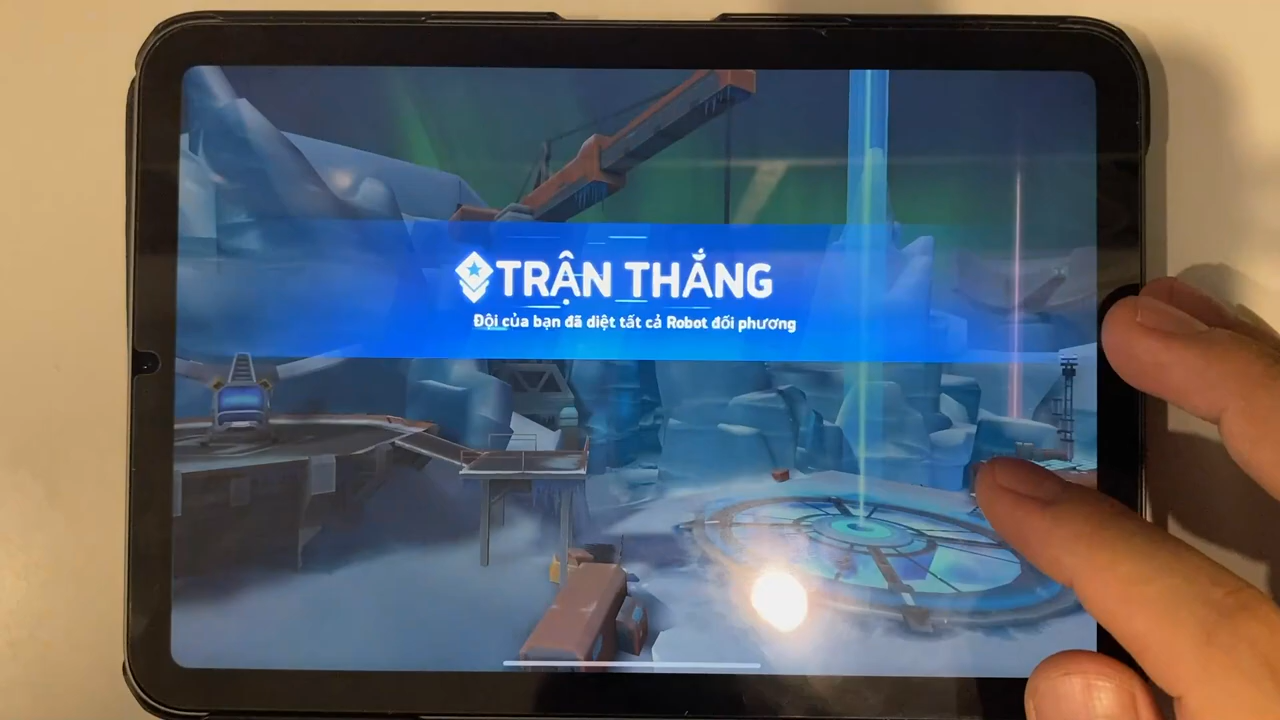 TRẬN THẮNG
Đội của bạn đã diệt tất cả Robot đối phương